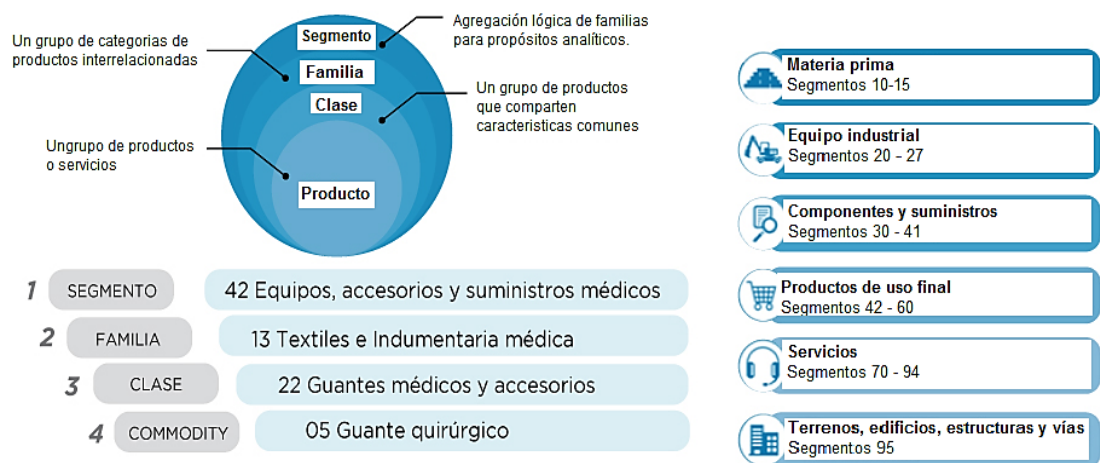 Segmento
Familia
Clase
Producto
Un grupo de categorias de
productos interrelacionadas
Agregación lógica de familias
para propósitos analíticos.
Un grupo de productos
que comparten
caracteristicas comunes
Ungrupo de productos
o servicios
1 SEGMENTO 42 Equipos, accesorios y suministros médicos
2 FAMILIA 13 Textiles e Indumentaria médica
3 CLASE 22 Guantes médicos y accesorios
4 COMMODITY 05 Guante quirúrgico
Materia prima
Segmentos 10-15
Equipo industrial
Segmentos 20 - 27
Componentes y suministros
Segmentos 30 - 41
Productos de uso final
Segmentos 42 - 60
Servicios
Segmentos 70 - 94
Terrenos, edificios, estructuras y vías
Segmentos 95